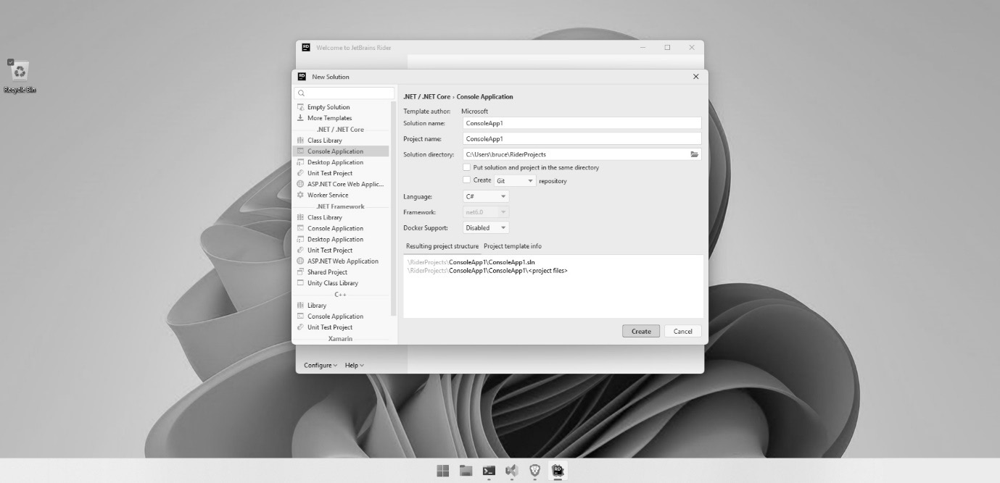 RD Welcome to JetBrains Rider
RD New Solution
Recycle Bin
Empty Solution
More Templates
.NET / .NET Core
Class Library
Console Application
Desktop Application
Unit Test Project
ASP.NET Core Web Applic...
Worker Service
.NET Framework
Class Library
Console Application
Desktop Application
Unit Test Project
ASP.NET Web Application
Shared Project
Unity Class Library
C++
Library
Console Application
Unit Test Project
Xamarin
.NET / .NET Core › Console Application
Template author: Microsoft
Solution name: ConsoleApp1
Project name: ConsoleApp1
Solution directory: C:\Users\bruce\RiderProjects
Put solution and project in the same directory
Create Git repository
Language: C#
Framework: net6.0
Docker Support: Disabled
Resulting project structure Project template info
\RiderProjects\ConsoleApp1\ConsoleApp1.sln
\RiderProjects\ConsoleApp1\ConsoleApp1\<project files>
Create Cancel
Configure Help
RD